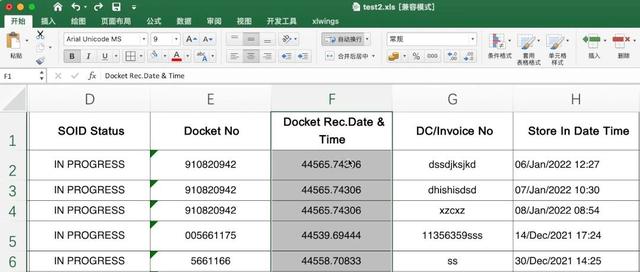 test2.xls [兼容模式]
开始 插入 绘图 页面布局 公式 数据 审阅 视图 开发工具 xlwings
Arial Unicode MS 9 自动换行 常规
B I U 合并后居中 条件格式 套用表格格式 单元格样式 插入 删除
F1 fx Docket Rec.Date & Time
D E F G H
1 SOID Status Docket No Docket Rec.Date & Time DC/Invoice No Store In Date Time
2 IN PROGRESS 910820942 44565.74306 dssdjksjkd 06/Jan/2022 12:27
3 IN PROGRESS 910820942 44565.74306 dhishisdsd 07/Jan/2022 10:30
4 IN PROGRESS 910820942 44565.74306 xzcxz 08/Jan/2022 08:54
5 IN PROGRESS 005661175 44539.69444 11356359sss 14/Dec/2021 17:24
6 IN PROGRESS 5661166 44558.70833 ss 30/Dec/2021 14:25